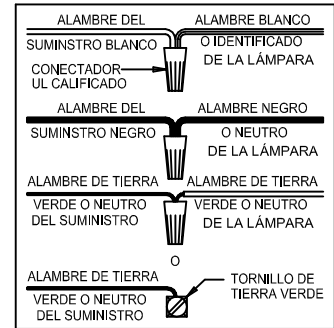 ALAMBRE DEL ALAMBRE BLANCO
SUMINSTRO BLANCO O IDENTIFICADO
CONECTADOR DE LA LÁMPARA
UL CALIFICADO
ALAMBRE DEL ALAMBRE NEGRO
SUMINSTRO NEGRO O NEUTRO
DE LA LÁMPARA
ALAMBRE DE TIERRA ALAMBRE DE TIERRA
VERDE O NEUTRO VERDE O NEUTRO
DEL SUMINISTRO DE LA LÁMPARA
O
ALAMBRE DE TIERRA TORNILLO DE
VERDE O NEUTRO TIERRA VERDE
DEL SUMINISTRO